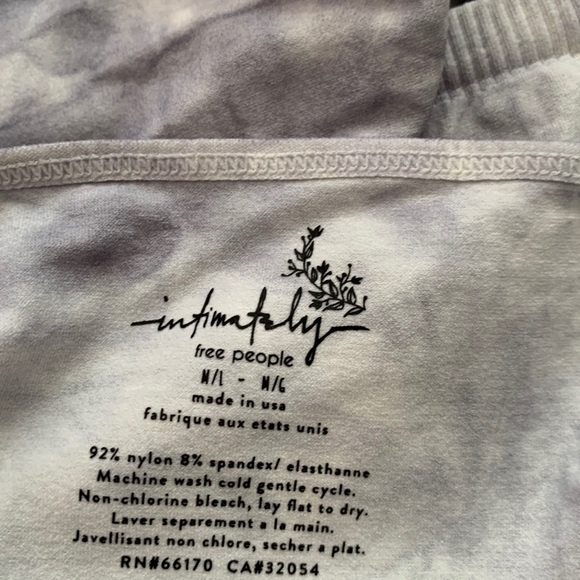 intimately
free people
M/L - M/G
made in usa
fabrique aux etats unis
92% nylon 8% spandex/ elasthanne
Machine wash cold gentle cycle.
Non-chlorine bleach, lay flat to dry.
Laver separement a la main.
Javellisant non chlore, secher a plat.
RN#66170 CA#32054